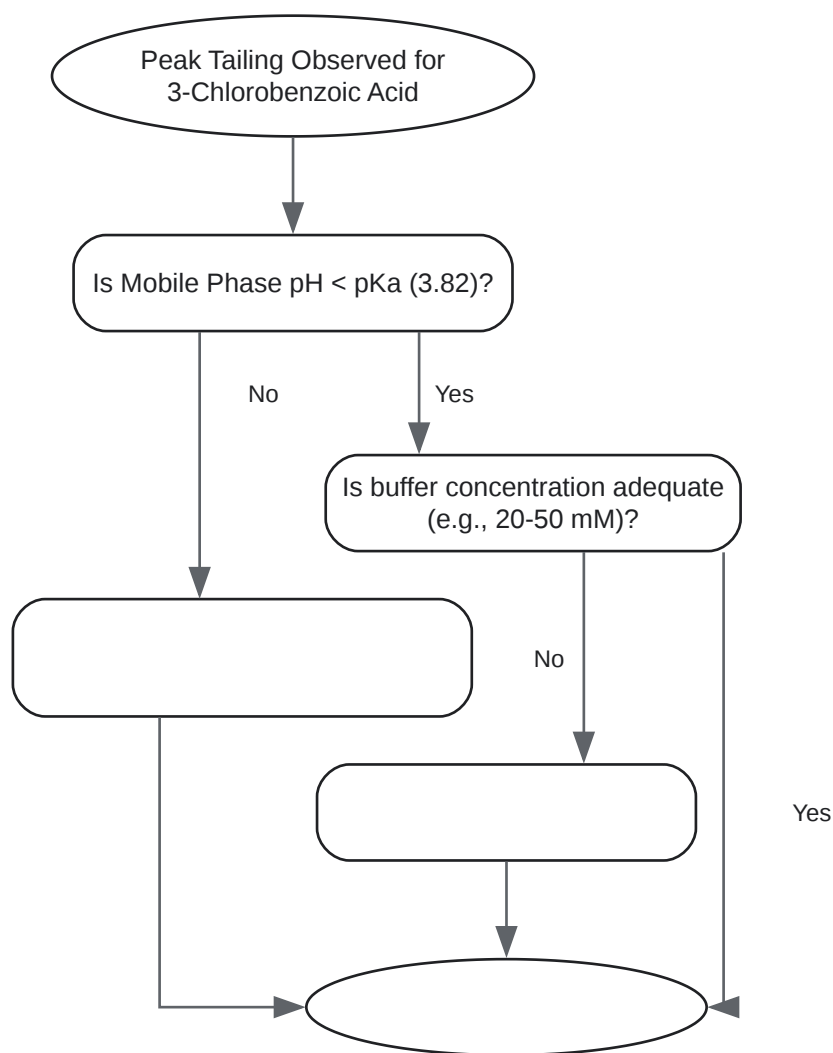 Peak Tailing Observed for
3-Chlorobenzoic Acid
Is Mobile Phase pH < pKa (3.82)?
No
Yes
Is buffer concentration adequate
(e.g., 20-50 mM)?
No
Yes